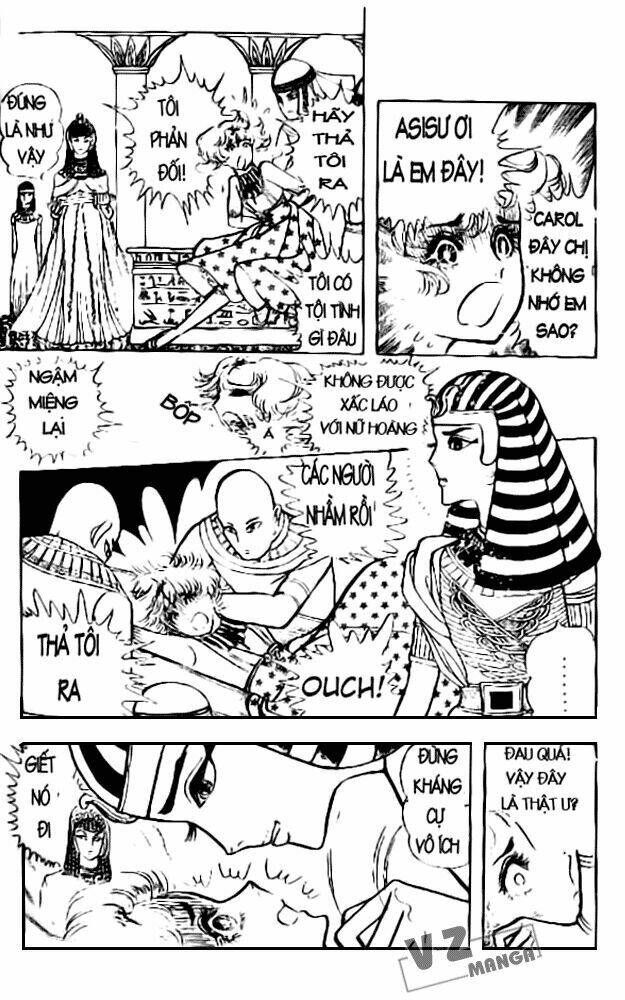 ĐÚNG
LÀ NHƯ
VẬY
TÔI
PHẢN
ĐỐI!
HÃY
THẢ
TÔI
RA
TÔI CÓ
TỘI TÌNH
GÌ ĐÂU
ASISƯ ƠI
LÀ EM ĐÂY!
CAROL
ĐÂY CHỊ
KHÔNG
NHỚ EM
SAO?
NGẬM
MIỆNG
LẠI
BỐP
Á
KHÔNG ĐƯỢC
XẤC LÁO
VỚI NỮ HOÀNG
CÁC NGƯỜI
NHẦM RỒI
THẢ TÔI
RA
OUCH!
GIẾT
NÓ
ĐI
ĐỪNG
KHÁNG
CỰ
VÔ ÍCH
ĐAU QUÁ!
VẬY ĐÂY
LÀ THẬT Ư?
VZ
MANGA